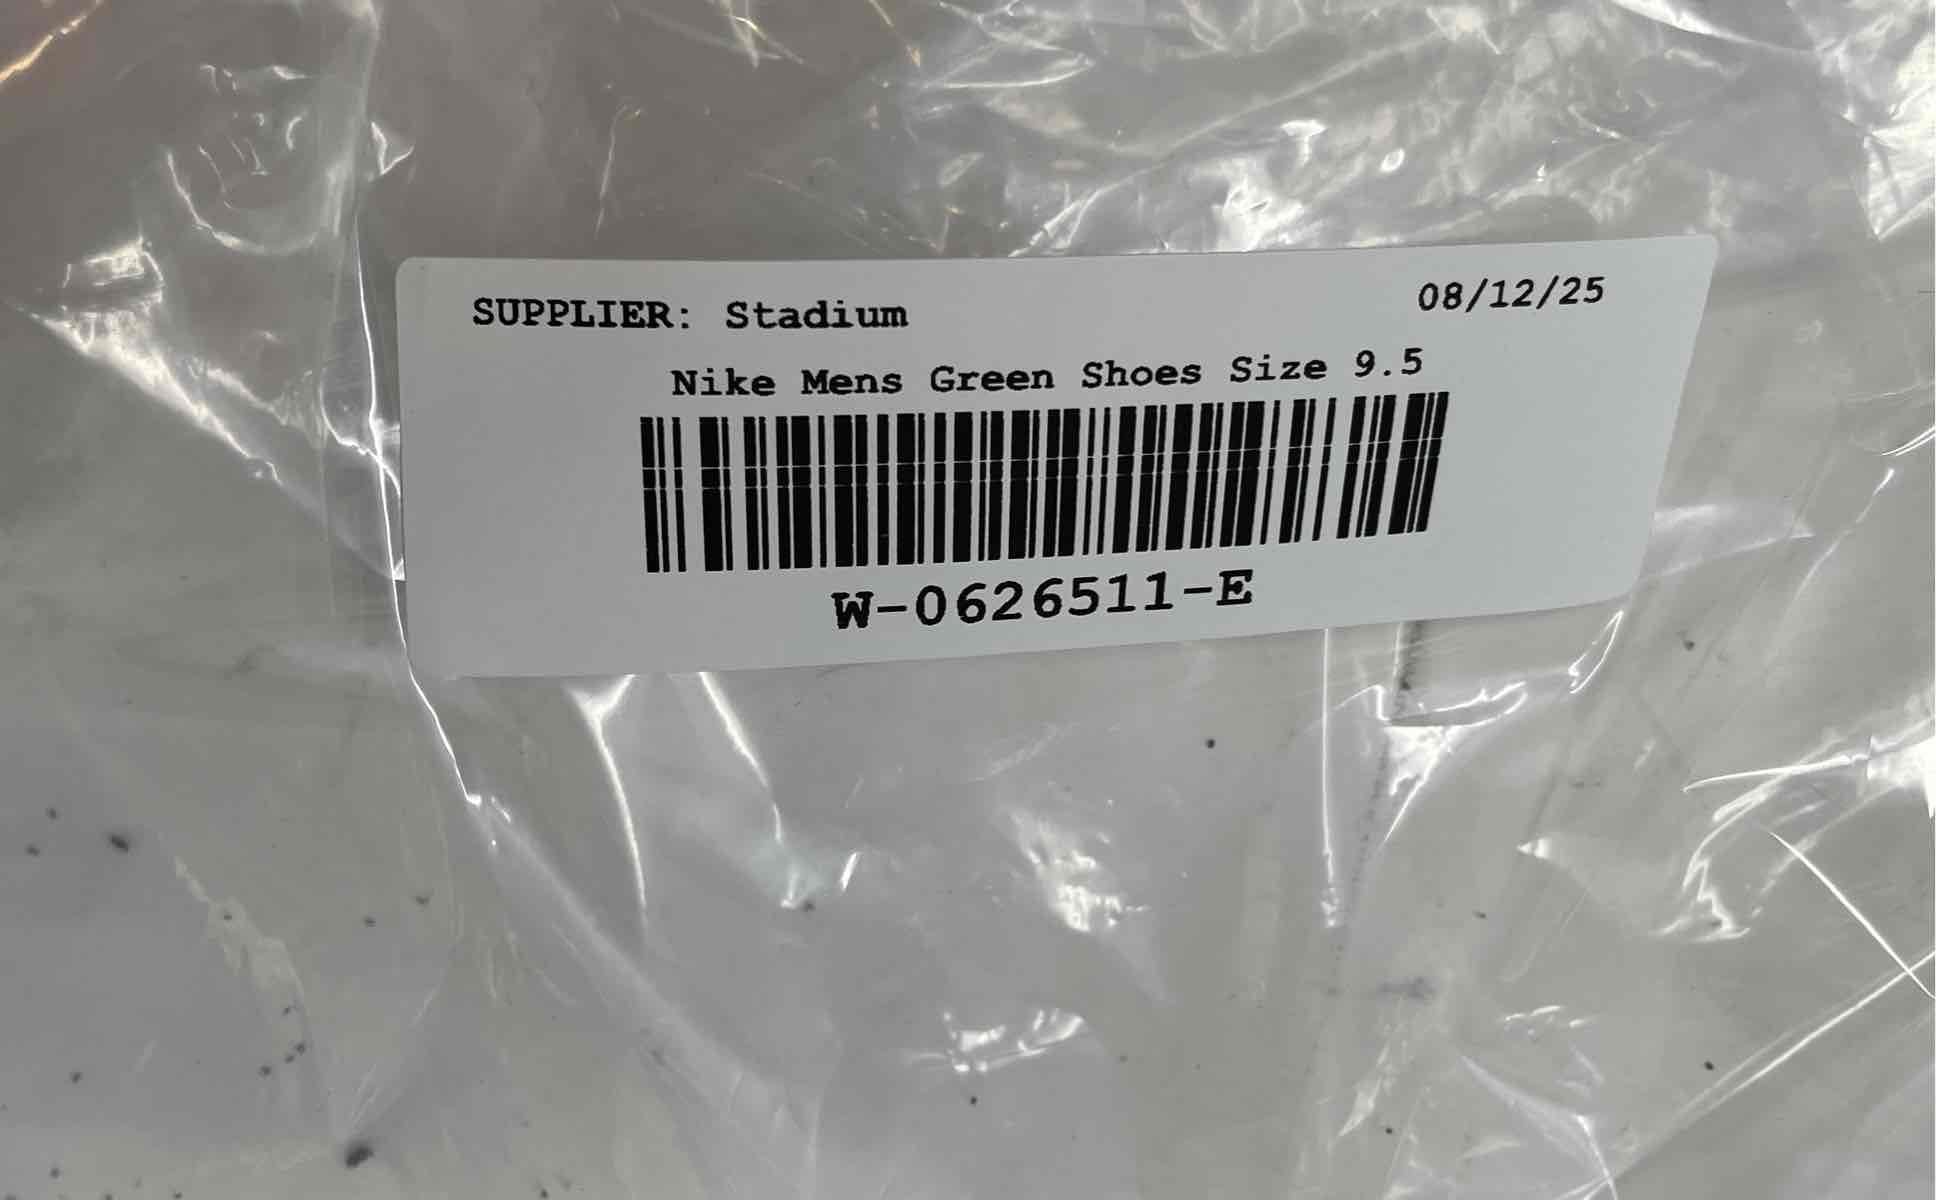 SUPPLIER: Stadium 08/12/25
Nike Mens Green Shoes Size 9.5
W-0626511-E